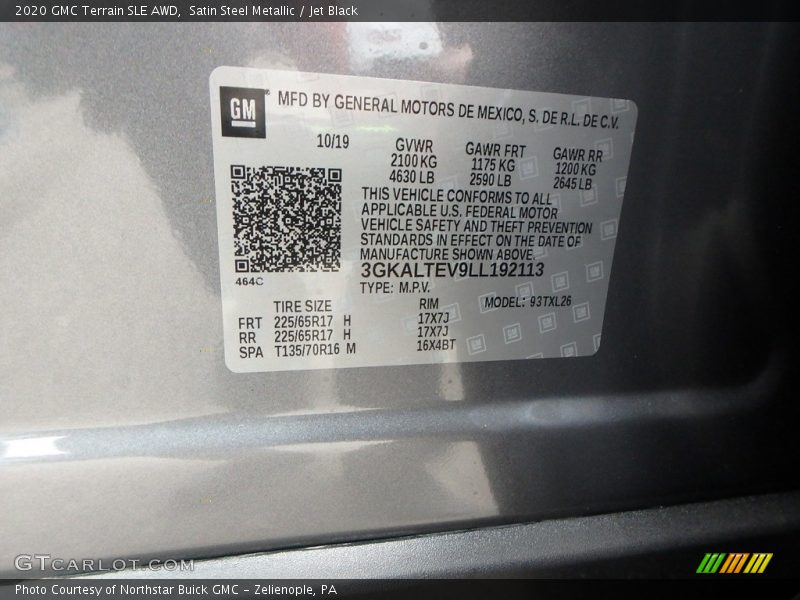 2020 GMC Terrain SLE AWD, Satin Steel Metallic / Jet Black
GM MFD BY GENERAL MOTORS DE MEXICO, S. DE R.L. DE C.V.
10/19 GVWR GAWR FRT GAWR RR
2100 KG 1175 KG 1200 KG
4630 LB 2590 LB 2645 LB
THIS VEHICLE CONFORMS TO ALL
APPLICABLE U.S. FEDERAL MOTOR
VEHICLE SAFETY AND THEFT PREVENTION
STANDARDS IN EFFECT ON THE DATE OF
MANUFACTURE SHOWN ABOVE.
3GKALTEV9LL192113
464C TYPE: M.P.V.
TIRE SIZE RIM MODEL: 93TXL26
FRT 225/65R17 H 17X7J
RR 225/65R17 H 17X7J
SPA T135/70R16 M 16X4BT
GTCARLOT.COM
Photo Courtesy of Northstar Buick GMC - Zelienople, PA